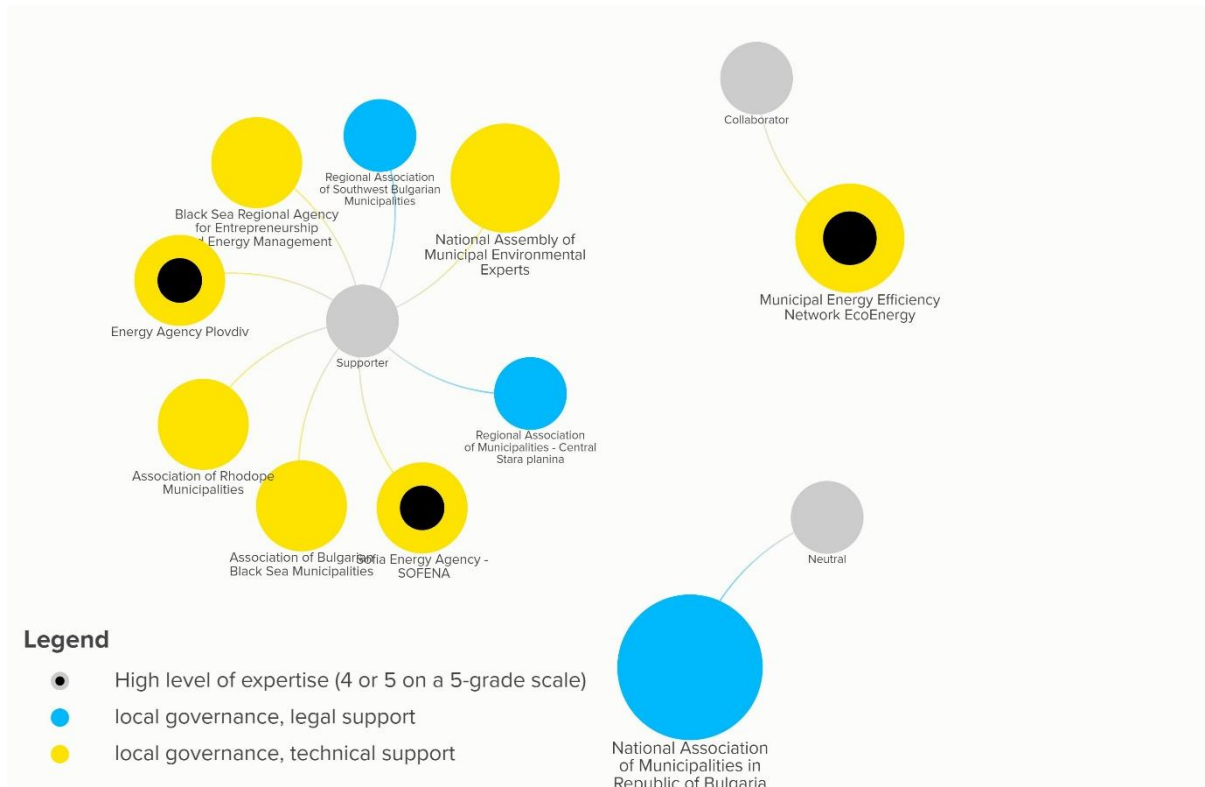 Collaborator
Regional Association
of Southwest Bulgarian
Municipalities
Black Sea Regional Agency
for Entrepreneurship
Energy Management
National Assembly of
Municipal Environmental
Experts
Municipal Energy Efficiency
Network EcoEnergy
Energy Agency Plovdiv
Supporter
Regional Association
of Municipalities - Central
Stara planina
Association of Rhodope
Municipalities
Association of Bulgarian
Black Sea Municipalities
Sofia Energy Agency -
SOFENA
Neutral
National Association
of Municipalities in
Republic of Bulgaria
Legend
High level of expertise (4 or 5 on a 5-grade scale)
local governance, legal support
local governance, technical support